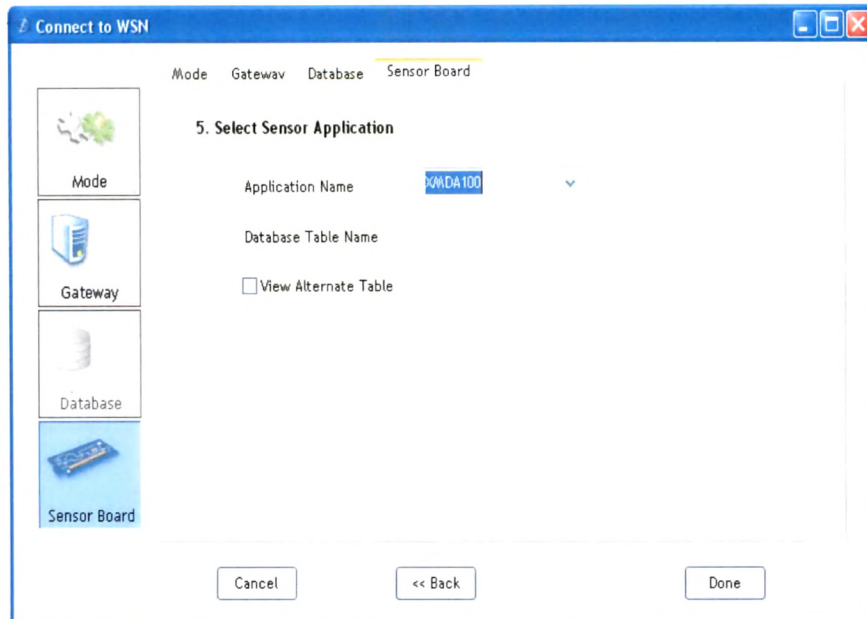 Connect to WSN
Mode Gateway Database Sensor Board
5. Select Sensor Application
Mode
Application Name XMDA100
Database Table Name
Gateway
View Alternate Table
Database
Sensor Board
Cancel << Back Done